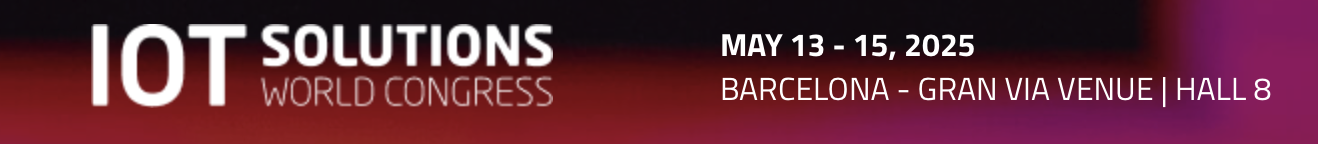 IOT SOLUTIONS
WORLD CONGRESS
MAY 13 - 15, 2025
BARCELONA - GRAN VIA VENUE | HALL 8